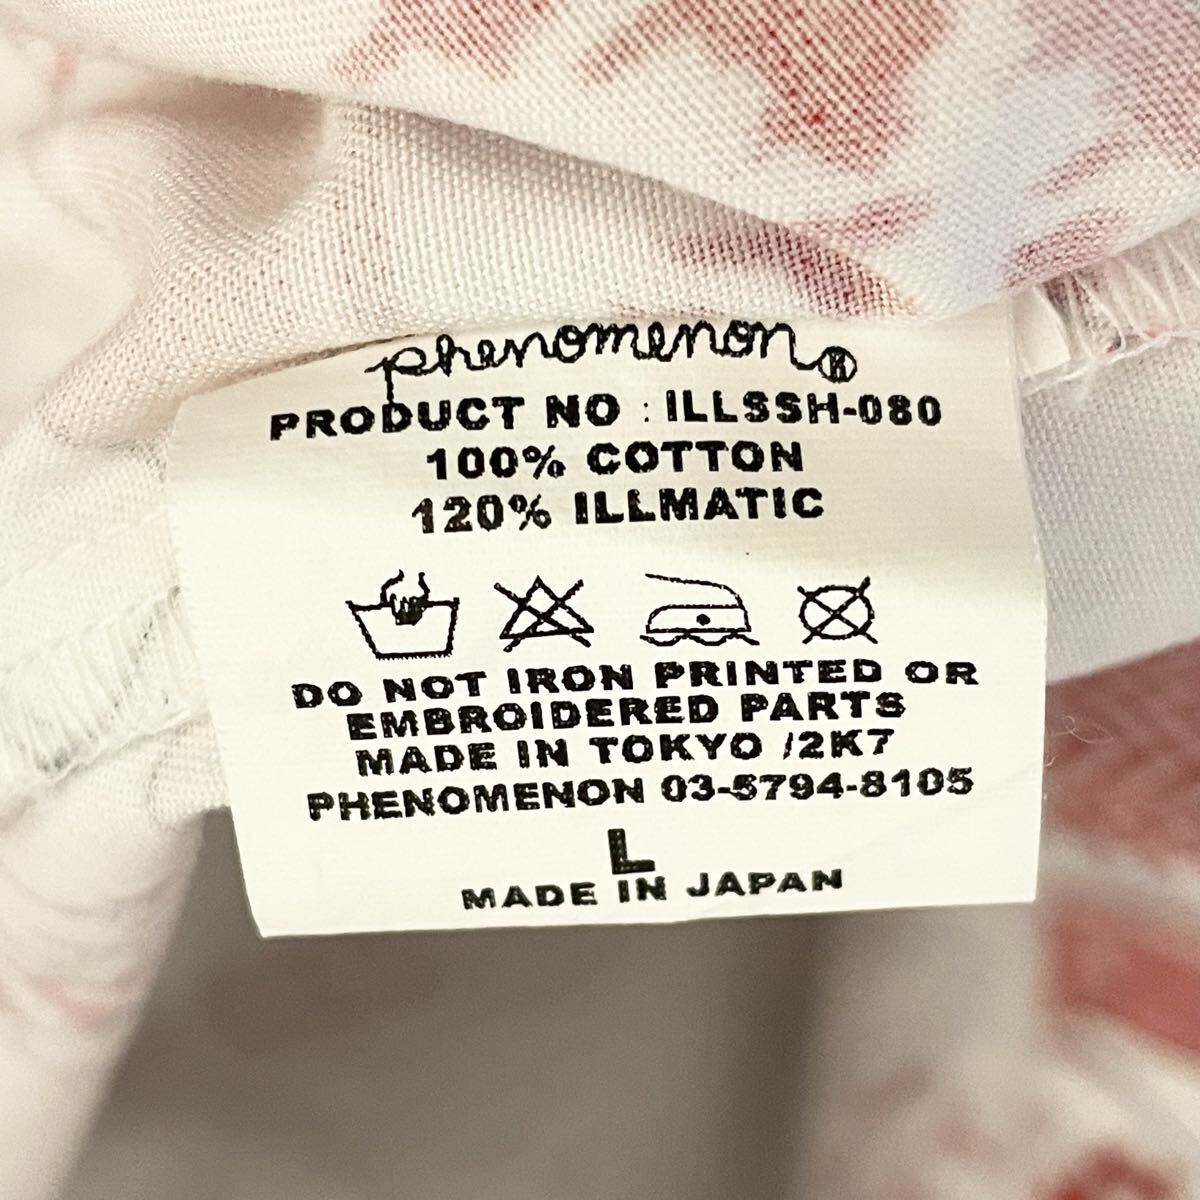 phenomenon®
PRODUCT NO : ILLSSH-080
100% COTTON
120% ILLMATIC
DO NOT IRON PRINTED OR
EMBROIDERED PARTS
MADE IN TOKYO /2K7
PHENOMENON 03-5794-8105
L
MADE IN JAPAN